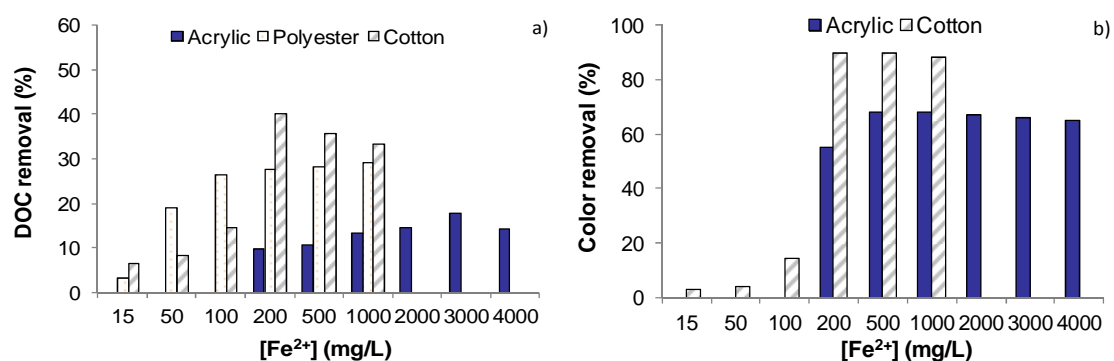 60
50
40
30
20
10
0
DOC removal (%)
Acrylic Polyester Cotton
a)
15 50 100 200 500 1000 2000 3000 4000
[Fe²⁺] (mg/L)
100
80
60
40
20
0
Color removal (%)
Acrylic Cotton
b)
15 50 100 200 500 1000 2000 3000 4000
[Fe²⁺] (mg/L)